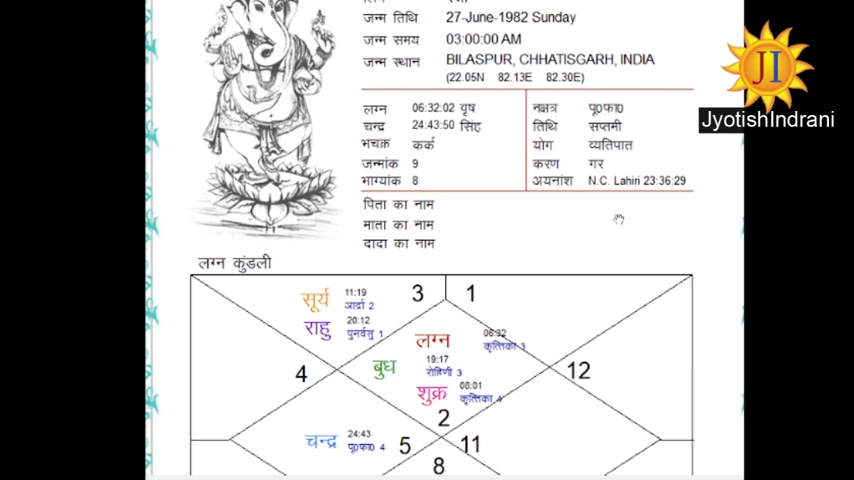 जन्म तिथि 27-June-1982 Sunday
जन्म समय 03:00:00 AM
जन्म स्थान BILASPUR, CHHATISGARH, INDIA
(22.05N 82.13E 82.30E)
JI
JyotishIndrani
लग्न 06:32:02 वृष नक्षत्र पू0फा0
चन्द्र 24:43:50 सिंह तिथि सप्तमी
भचक्र कर्क योग व्यतिपात
जन्मांक 9 करण गर
भाग्यांक 8 अयनांश N.C. Lahiri 23:36:29
पिता का नाम
माता का नाम
दादा का नाम
लग्न कुंडली
सूर्य 11:19 आर्द्रा 2 3 1
राहु 20:12 पुनर्वसु 1
लग्न 06:32 कृत्तिका 3
4 बुध 19:17 रोहिणी 3 12
शुक्र 08:01 कृत्तिका 4
2
चन्द्र 24:43 पू0फा0 4 5 11
8